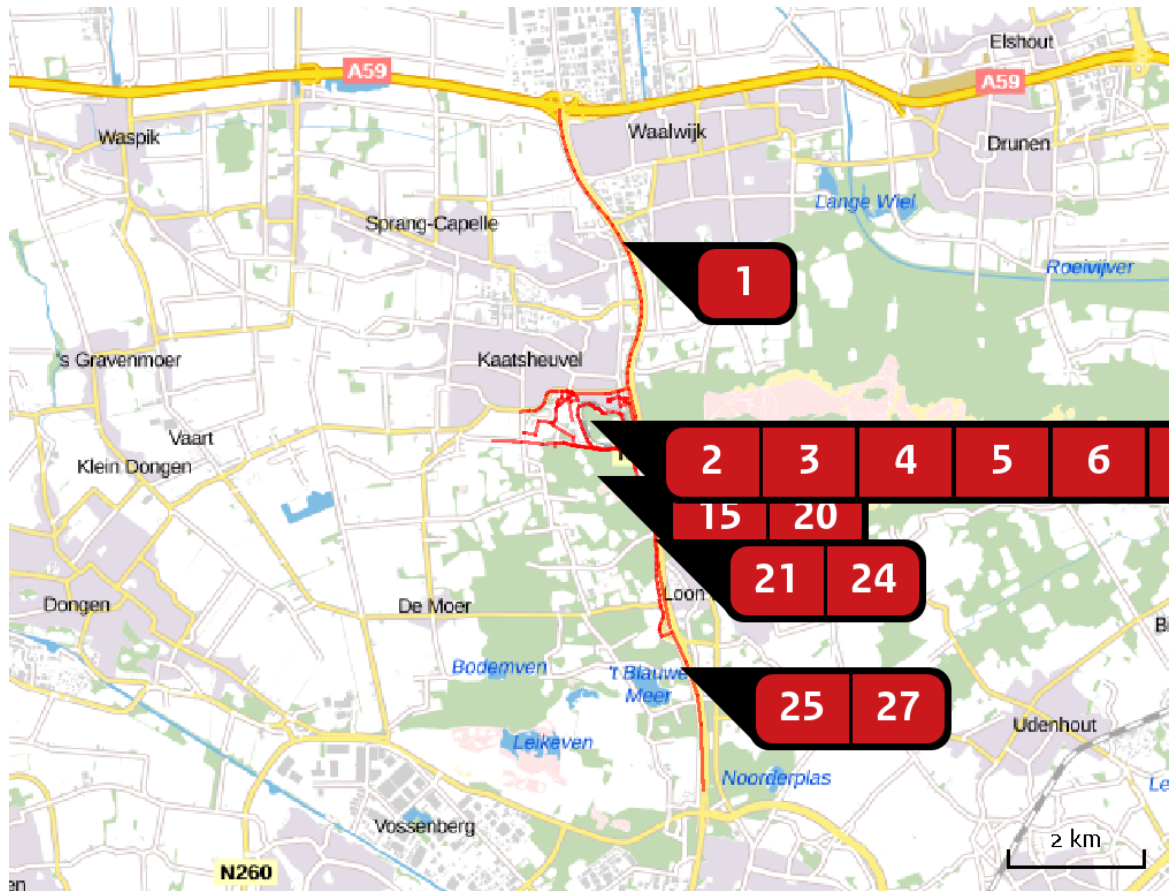 Elshout
A59
A59
Waspik
Waalwijk
Drunen
Lange Wiel
Sprang-Capelle
Roeivijver
1
's Gravenmoer
Kaatsheuvel
Vaart
Klein Dongen
2 3 4 5 6
15 20
21 24
Dongen
De Moer
Loon
Bodemven
't Blauwe
Meer
25 27
Udenhout
Leikeven
Noorderplas
Vossenberg
2 km
N260